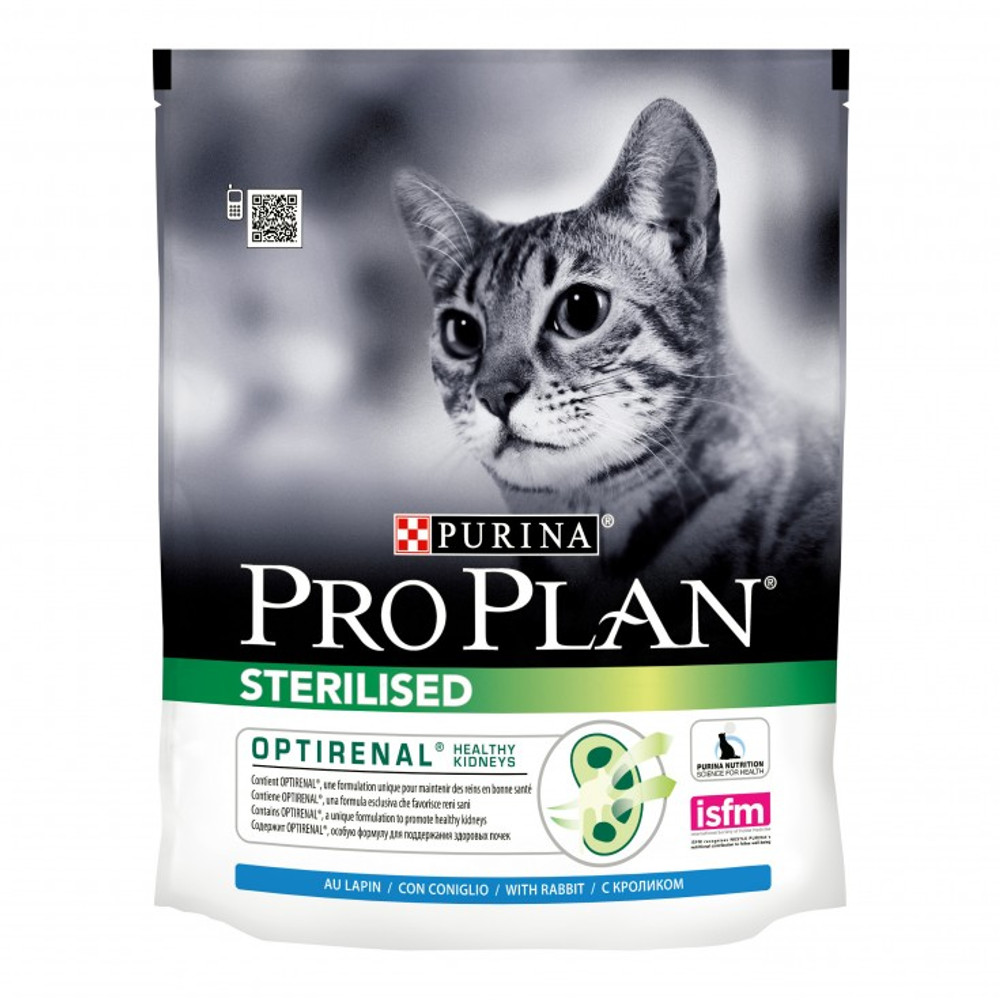 PURINA®
PRO PLAN®
STERILISED
OPTIRENAL® HEALTHY KIDNEYS
Contient OPTIRENAL®, une formulation unique pour maintenir des reins en bonne santé
Contiene OPTIRENAL®, una formula esclusiva che favorisce reni sani
Contains OPTIRENAL®, a unique formulation to promote healthy kidneys
Содержит OPTIRENAL®, особую формулу для поддержания здоровых почек
PURINA NUTRITION
SCIENCE FOR HEALTH
isfm
AU LAPIN / CON CONIGLIO / WITH RABBIT / С КРОЛИКОМ